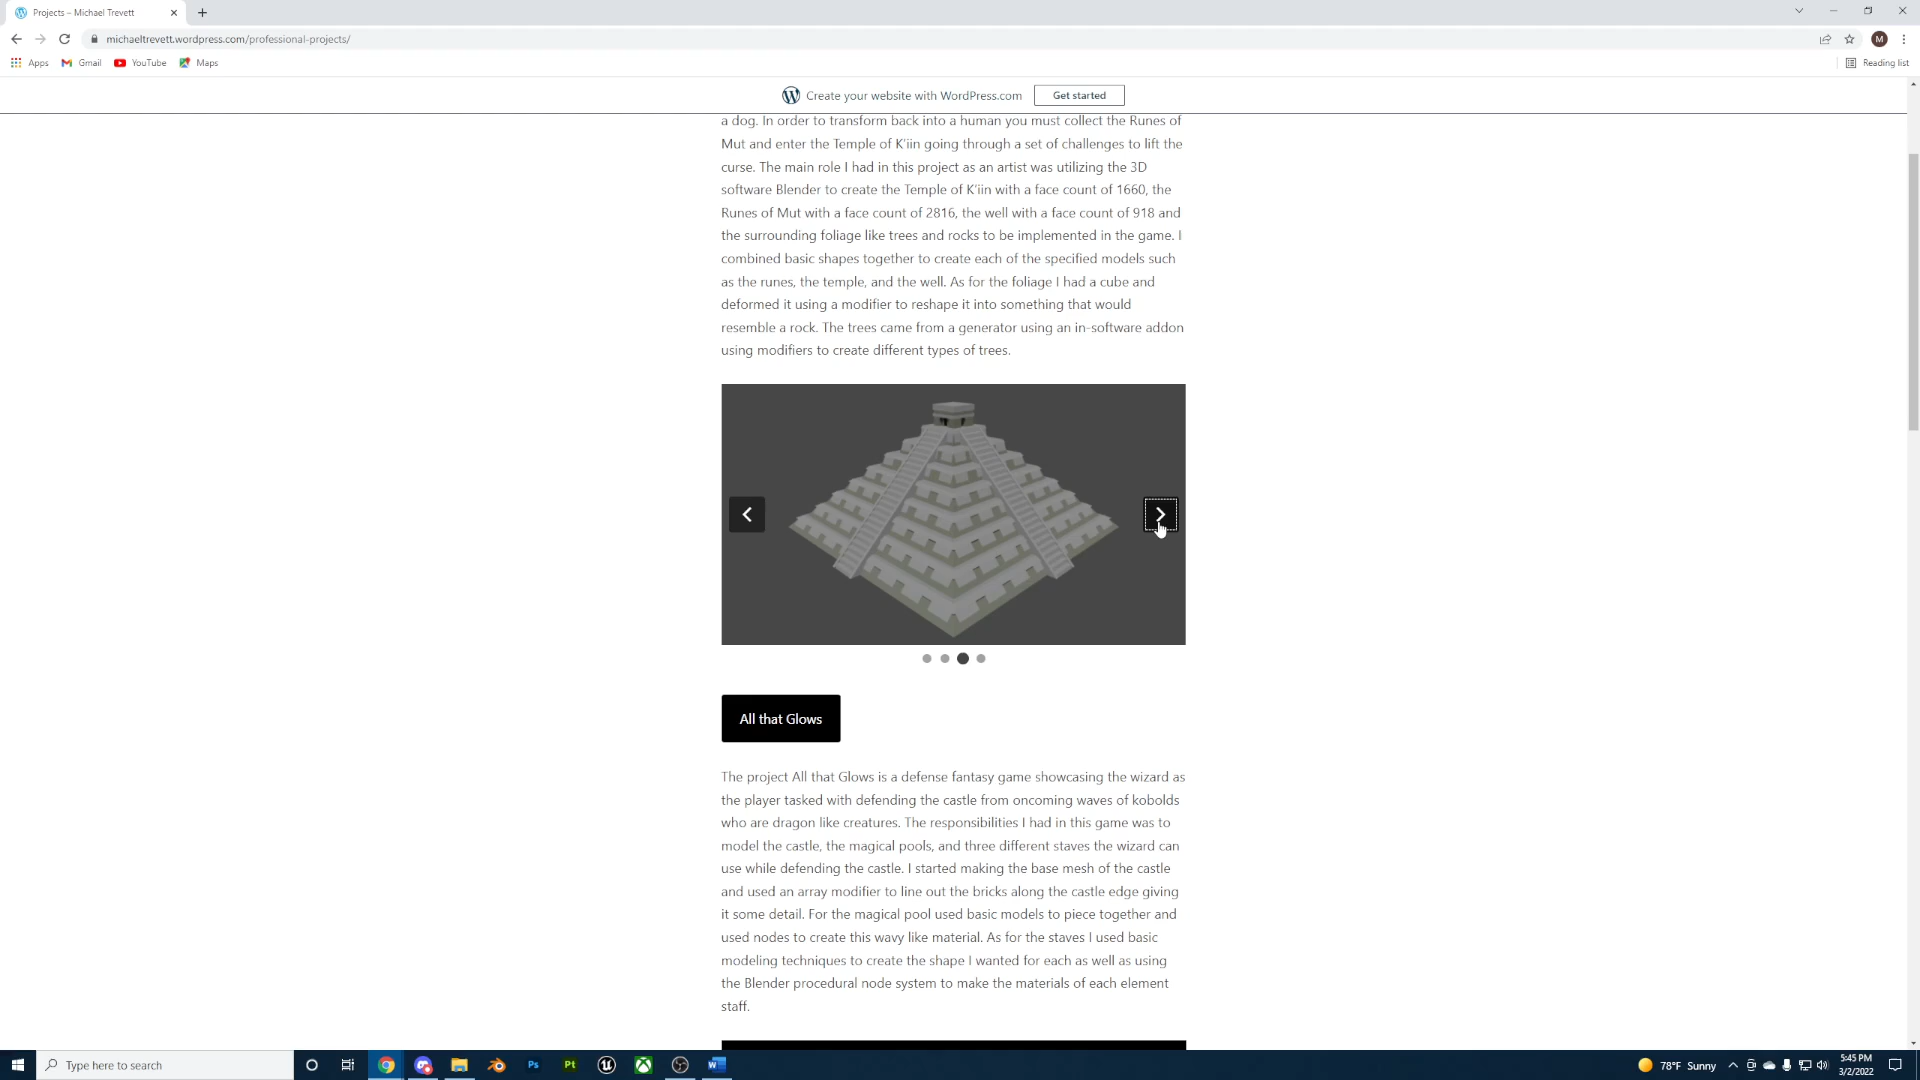 Projects – Michael Trevett
michaeltrevett.wordpress.com/professional-projects/
M
Apps
Gmail
YouTube
Maps
Reading list
Create your website with WordPress.com
Get started
a dog. In order to transform back into a human you must collect the Runes of
Mut and enter the Temple of K'iin going through a set of challenges to lift the
curse. The main role I had in this project as an artist was utilizing the 3D
software Blender to create the Temple of K'iin with a face count of 1660, the
Runes of Mut with a face count of 2816, the well with a face count of 918 and
the surrounding foliage like trees and rocks to be implemented in the game. I
combined basic shapes together to create each of the specified models such
as the runes, the temple, and the well. As for the foliage I had a cube and
deformed it using a modifier to reshape it into something that would
resemble a rock. The trees came from a generator using an in-software addon
using modifiers to create different types of trees.
All that Glows
The project All that Glows is a defense fantasy game showcasing the wizard as
the player tasked with defending the castle from oncoming waves of kobolds
who are dragon like creatures. The responsibilities I had in this game was to
model the castle, the magical pools, and three different staves the wizard can
use while defending the castle. I started making the base mesh of the castle
and used an array modifier to line out the bricks along the castle edge giving
it some detail. For the magical pool used basic models to piece together and
used nodes to create this wavy like material. As for the staves I used basic
modeling techniques to create the shape I wanted for each as well as using
the Blender procedural node system to make the materials of each element
staff.
Type here to search
Ps
Pt
W
78°F Sunny
5:45 PM
3/2/2022